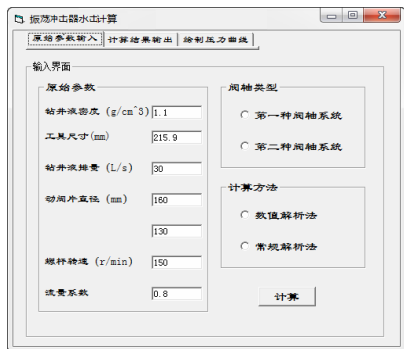 振荡冲击器水击计算
原始参数输入 计算结果输出 绘制压力曲线
输入界面
原始参数
钻井液密度 (g/cm^3) 1.1
工具尺寸(mm) 215.9
钻井液排量 (L/s) 30
动阀片直径 (mm) 160
130
螺杆转速 (r/min) 150
流量系数 0.8
阀轴类型
第一种阀轴系统
第二种阀轴系统
计算方法
数值解析法
常规解析法
计算